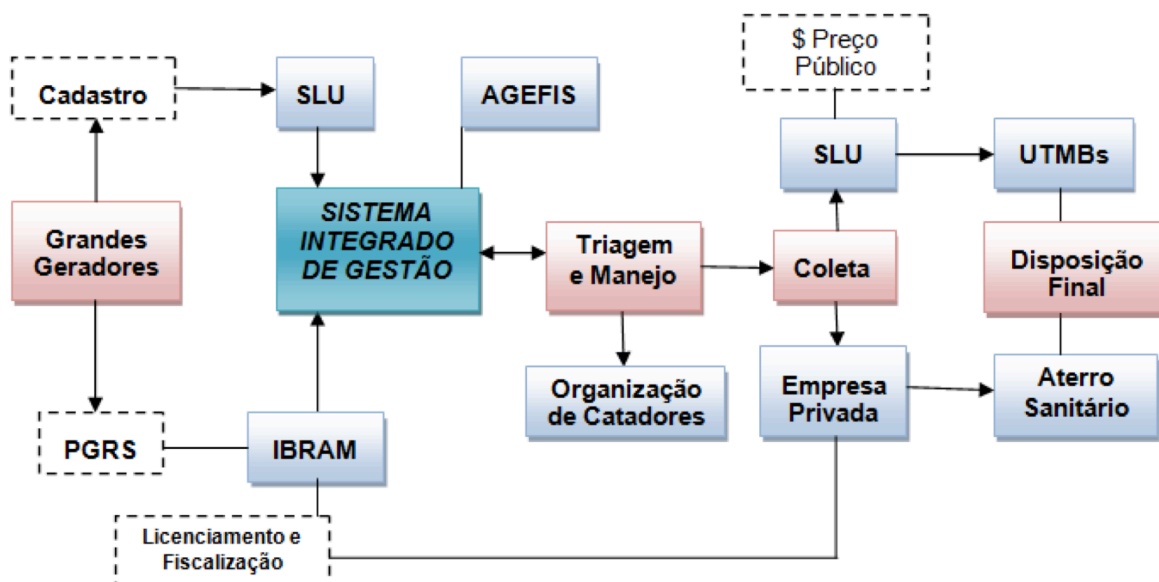 $ Preço
Público
Cadastro
SLU
AGEFIS
SLU
UTMBs
SISTEMA
INTEGRADO
DE GESTÃO
Grandes
Geradores
Triagem
e Manejo
Coleta
Disposição
Final
Organização
de Catadores
Empresa
Privada
Aterro
Sanitário
PGRS
IBRAM
Licenciamento e
Fiscalização